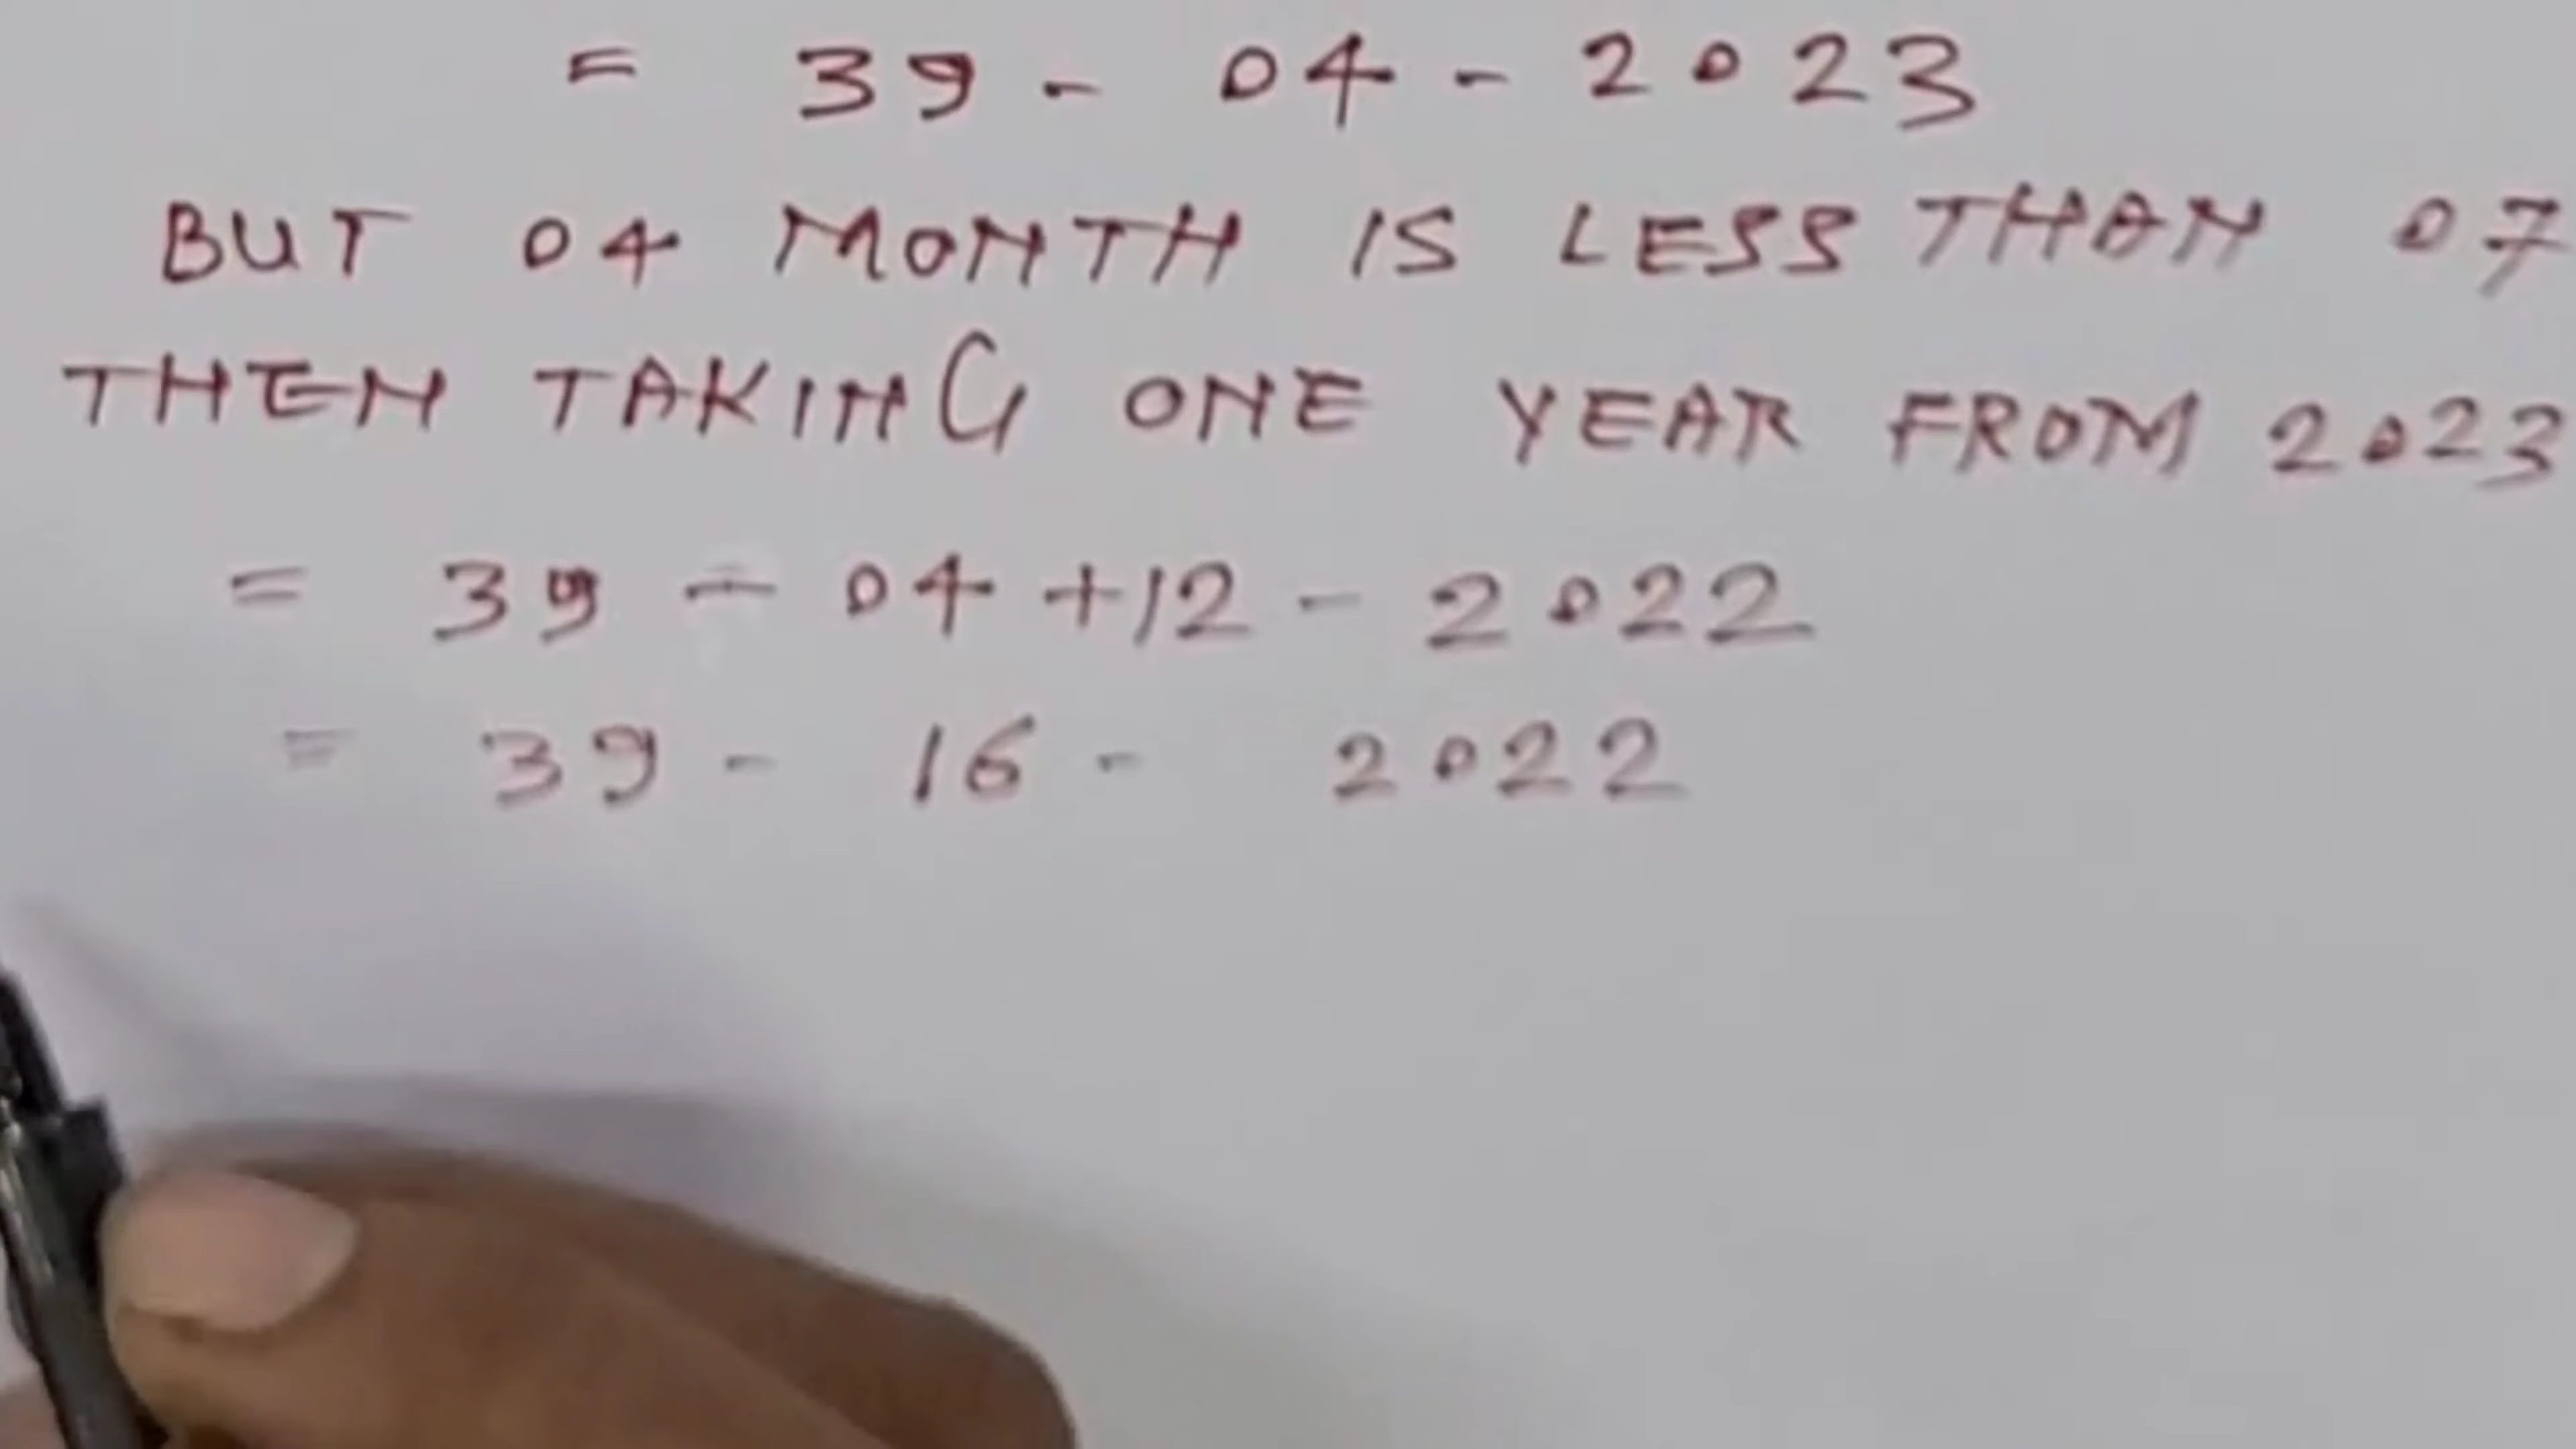 = 39 - 04 - 2023
BUT 04 MONTH IS LESS THAN 07
THEN TAKING ONE YEAR FROM 2023
= 39 - 04 +12 - 2022
= 39 - 16 - 2022